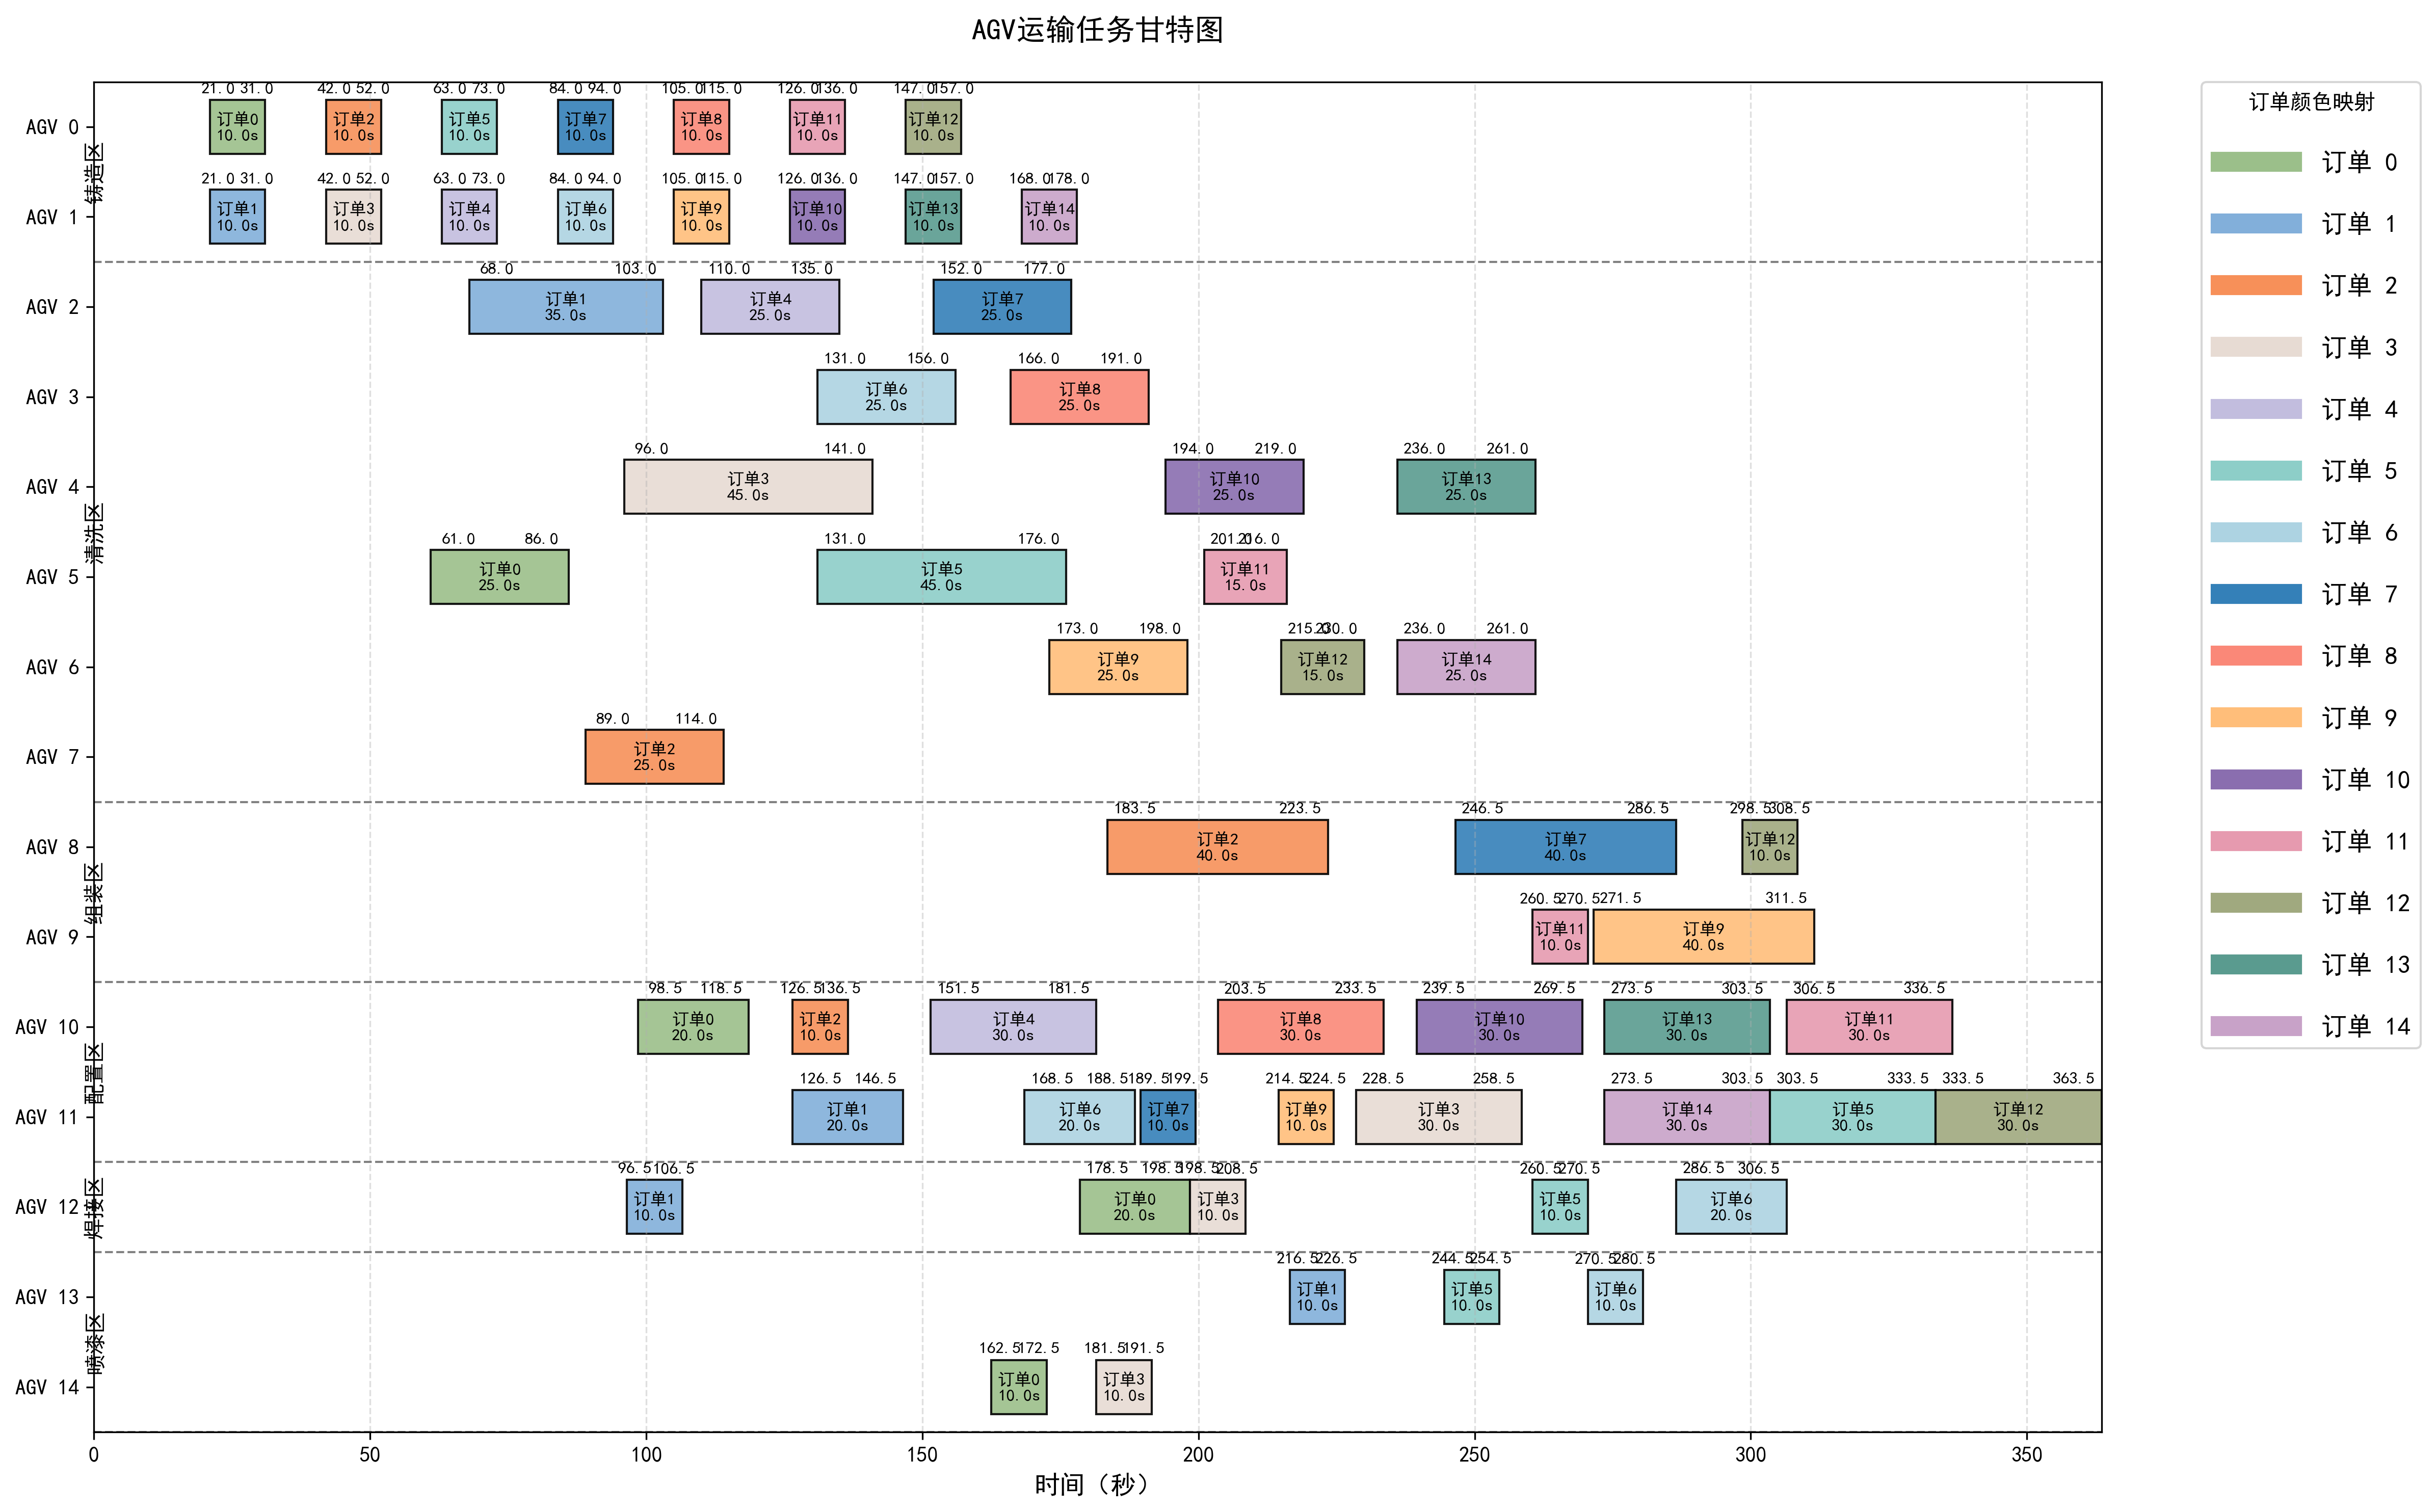 AGV运输任务甘特图
21.0 31.0 42.0 52.0 63.0 73.0 84.0 94.0 105.0 115.0 126.0 136.0 147.0 157.0
AGV 0 订单0 订单2 订单5 订单7 订单8 订单11 订单12
10.0s 10.0s 10.0s 10.0s 10.0s 10.0s 10.0s
铸造区
21.0 31.0 42.0 52.0 63.0 73.0 84.0 94.0 105.0 115.0 126.0 136.0 147.0 157.0 168.0 178.0
AGV 1 订单1 订单3 订单4 订单6 订单9 订单10 订单13 订单14
10.0s 10.0s 10.0s 10.0s 10.0s 10.0s 10.0s 10.0s
68.0 103.0 110.0 135.0 152.0 177.0
AGV 2 订单1 订单4 订单7
35.0s 25.0s 25.0s
131.0 156.0 166.0 191.0
AGV 3 订单6 订单8
25.0s 25.0s
96.0 141.0 194.0 219.0 236.0 261.0
AGV 4 订单3 订单10 订单13
45.0s 25.0s 25.0s
清洗区
61.0 86.0 131.0 176.0 201.0 216.0
AGV 5 订单0 订单5 订单11
25.0s 45.0s 15.0s
173.0 198.0 215.0 230.0 236.0 261.0
AGV 6 订单9 订单12 订单14
25.0s 15.0s 25.0s
89.0 114.0
AGV 7 订单2
25.0s
183.5 223.5 246.5 286.5 298.5 308.5
AGV 8 订单2 订单7 订单12
40.0s 40.0s 10.0s
组装区
260.5 270.5 271.5 311.5
AGV 9 订单11 订单9
10.0s 40.0s
98.5 118.5 126.5 136.5 151.5 181.5 203.5 233.5 239.5 269.5 273.5 303.5 306.5 336.5
AGV 10 订单0 订单2 订单4 订单8 订单10 订单13 订单11
20.0s 10.0s 30.0s 30.0s 30.0s 30.0s 30.0s
配置区
126.5 146.5 168.5 188.5 189.5 199.5 214.5 224.5 228.5 258.5 273.5 303.5 303.5 333.5 333.5 363.5
AGV 11 订单1 订单6 订单7 订单9 订单3 订单14 订单5 订单12
20.0s 20.0s 10.0s 10.0s 30.0s 30.0s 30.0s 30.0s
96.5 106.5 178.5 198.5 198.5 208.5 260.5 270.5 286.5 306.5
AGV 12 订单1 订单0 订单3 订单5 订单6
10.0s 20.0s 10.0s 10.0s 20.0s
焊接区
216.5 226.5 244.5 254.5 270.5 280.5
AGV 13 订单1 订单5 订单6
10.0s 10.0s 10.0s
喷漆区
162.5 172.5 181.5 191.5
AGV 14 订单0 订单3
10.0s 10.0s
0 50 100 150 200 250 300 350
时间（秒）
订单颜色映射
订单 0
订单 1
订单 2
订单 3
订单 4
订单 5
订单 6
订单 7
订单 8
订单 9
订单 10
订单 11
订单 12
订单 13
订单 14